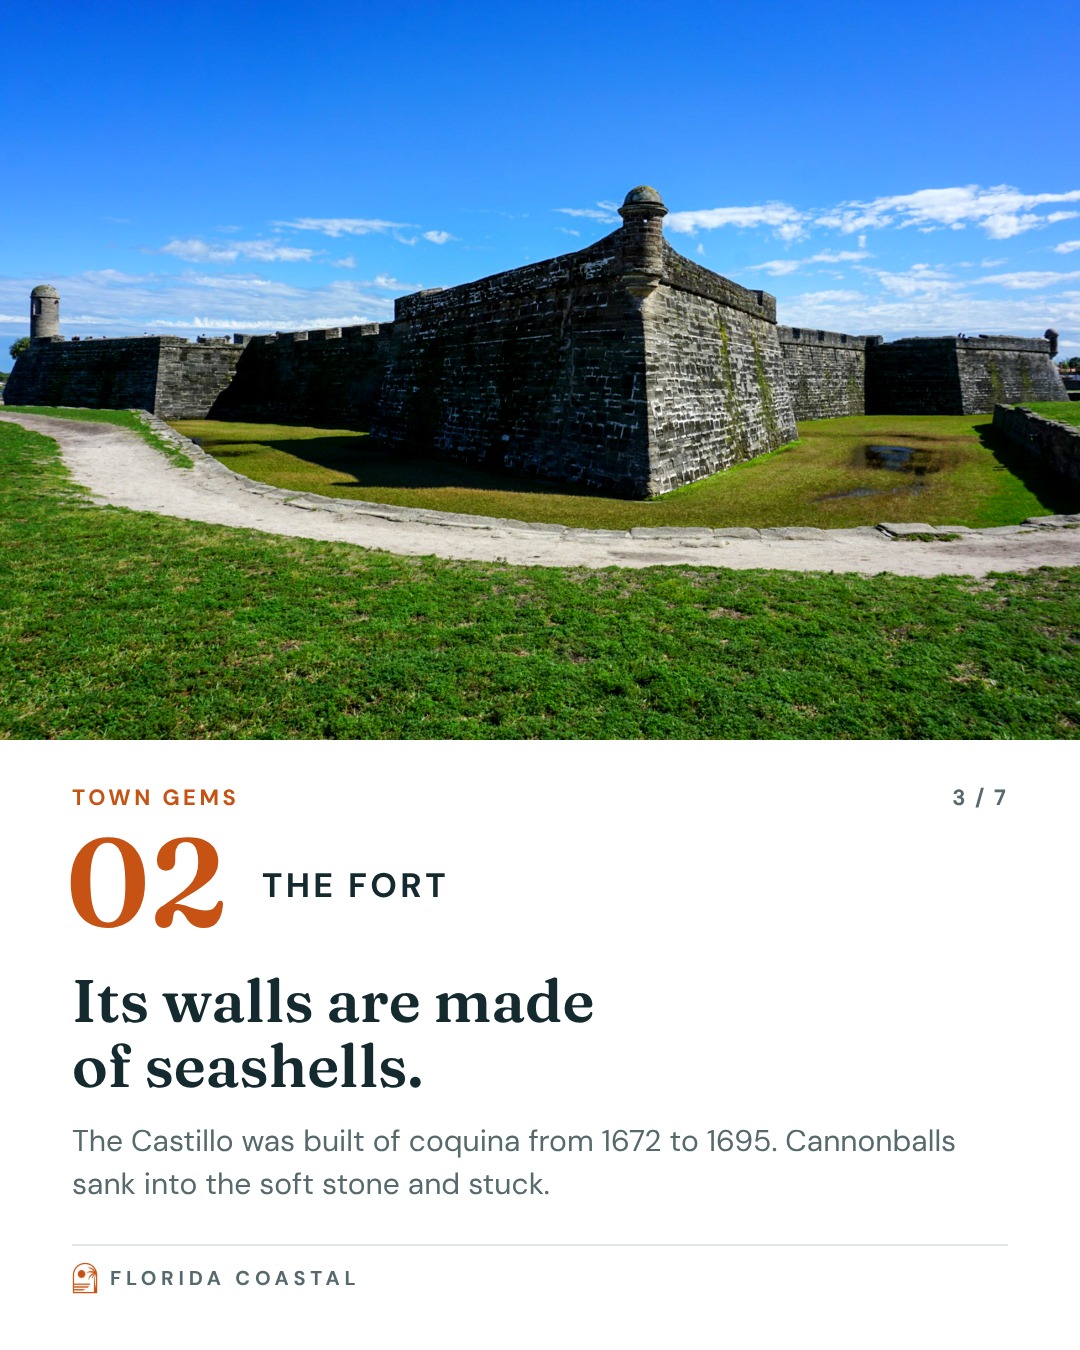 TOWN GEMS
3 / 7
02 THE FORT
Its walls are made
of seashells.
The Castillo was built of coquina from 1672 to 1695. Cannonballs
sank into the soft stone and stuck.
FLORIDA COASTAL